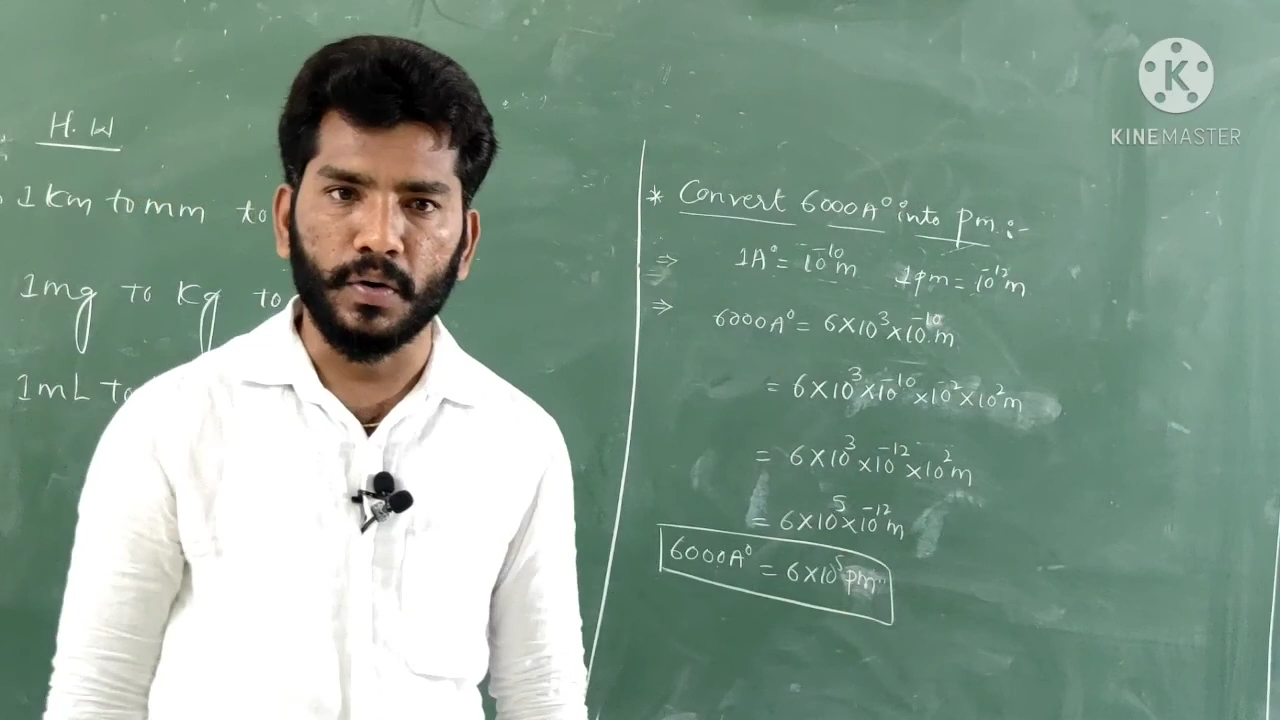 H.W
1km to mm to
1mg to Kg to
1mL to
* Convert 6000A° into pm :-
⇒ 1A° = 10⁻¹⁰m 1pm = 10⁻¹²m
⇒ 6000A° = 6×10³×10⁻¹⁰m
= 6×10³×10⁻¹⁰×10²×10²m
= 6×10³×10⁻¹²×10²m
= 6×10⁵×10⁻¹²m
6000A° = 6×10⁵pm
K
KINEMASTER